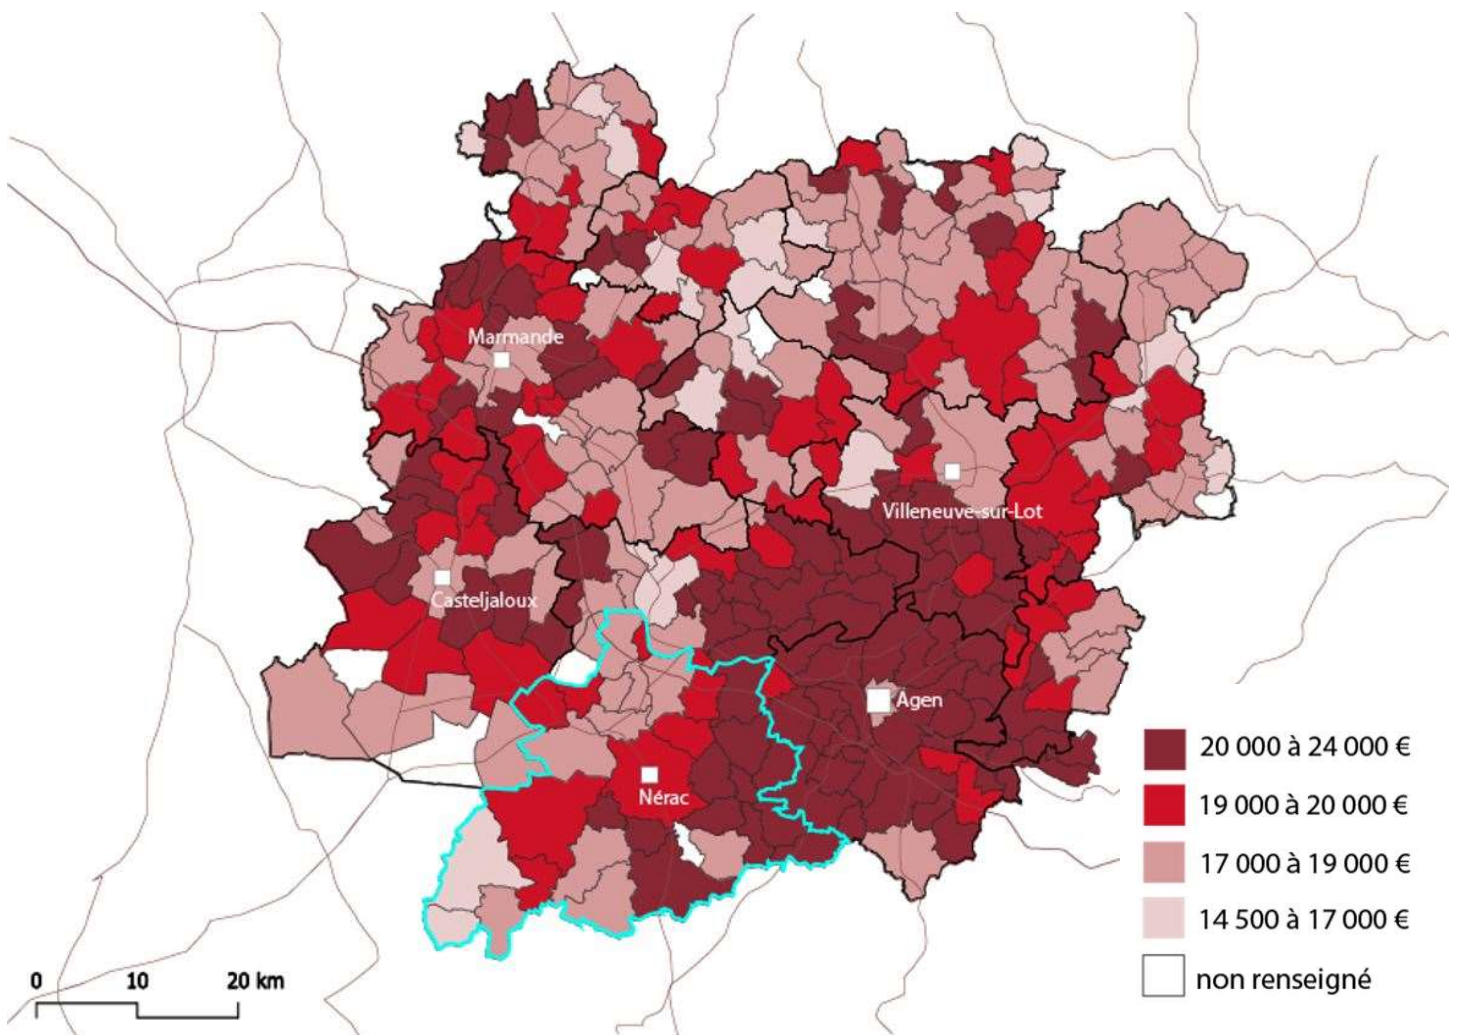 Marmande
Villeneuve-sur-Lot
Casteljaloux
Agen
Nérac
20 000 à 24 000 €
19 000 à 20 000 €
17 000 à 19 000 €
14 500 à 17 000 €
non renseigné
0 10 20 km